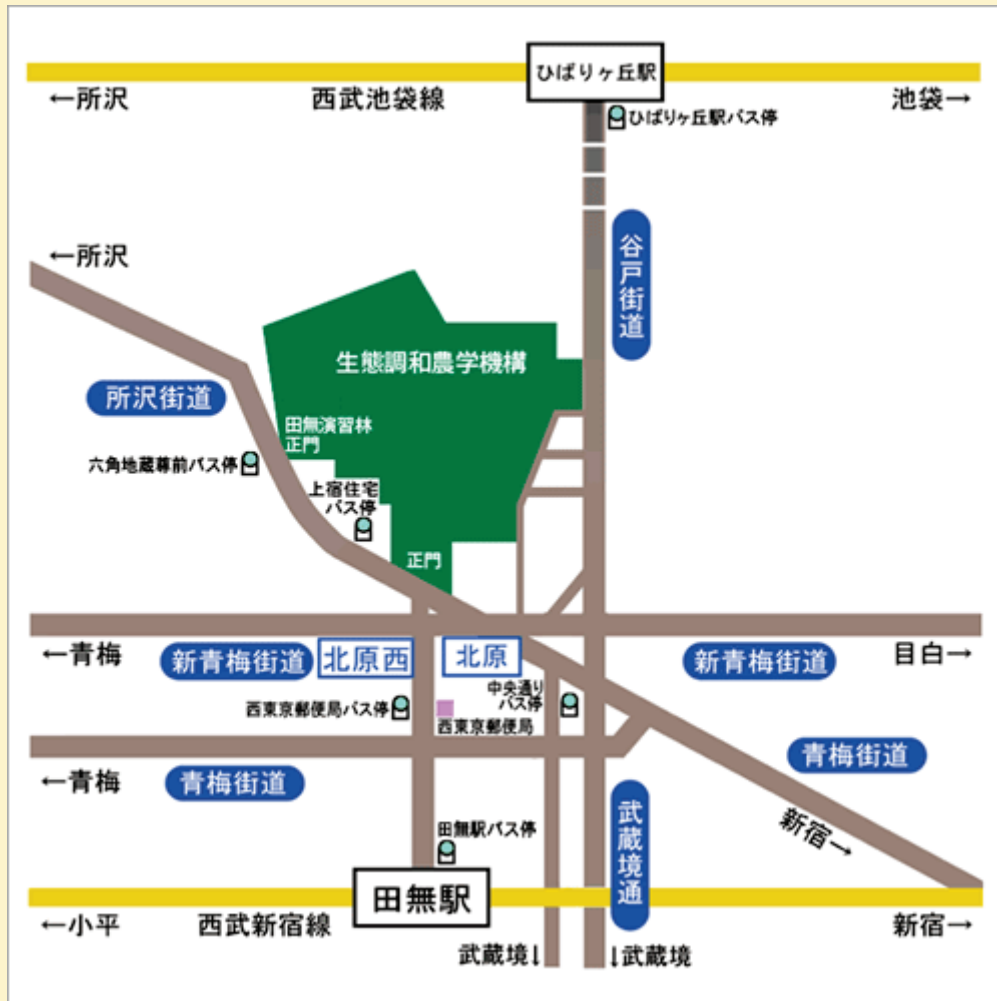 ひばりヶ丘駅
←所沢
西武池袋線
池袋→
ひばりヶ丘駅バス停
谷戸街道
←所沢
生態調和農学機構
所沢街道
田無演習林
正門
六角地蔵尊前バス停
上宿住宅
バス停
正門
←青梅
新青梅街道
北原西
北原
新青梅街道
目白→
西東京郵便局バス停
中央通り
バス停
西東京郵便局
←青梅
青梅街道
青梅街道
武蔵境通
新宿→
田無駅バス停
田無駅
←小平
西武新宿線
新宿→
武蔵境↓
↓武蔵境